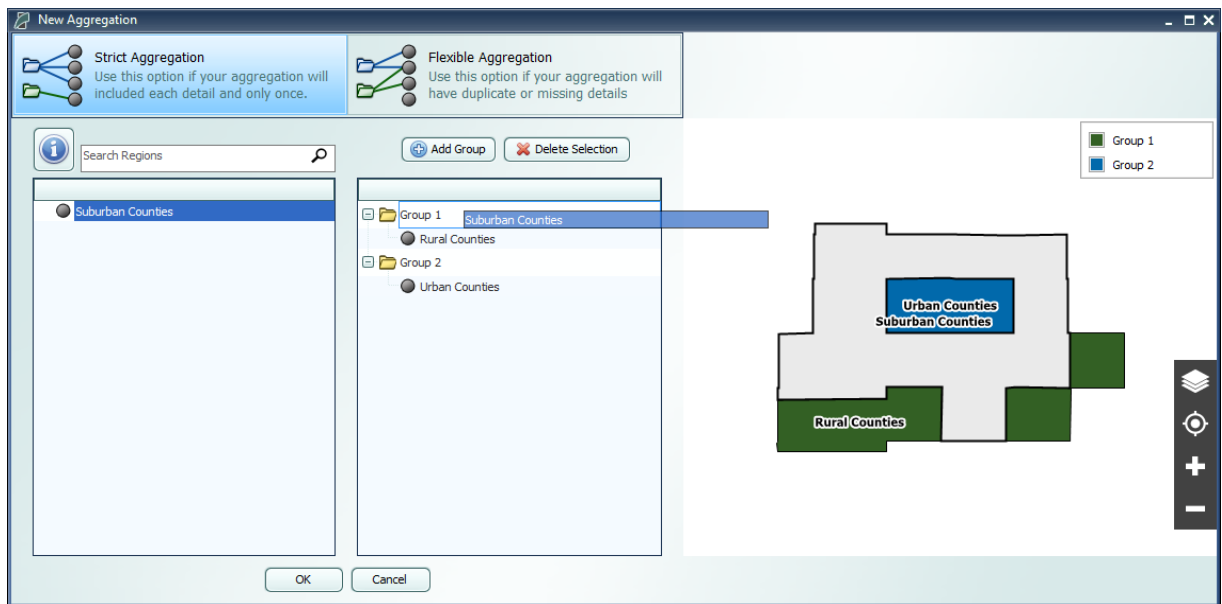 New Aggregation
Strict Aggregation
Use this option if your aggregation will
included each detail and only once.
Flexible Aggregation
Use this option if your aggregation will
have duplicate or missing details
Search Regions
Add Group
Delete Selection
Suburban Counties
Group 1
Suburban Counties
Rural Counties
Group 2
Urban Counties
Group 1
Group 2
Urban Counties
Suburban Counties
Rural Counties
OK
Cancel